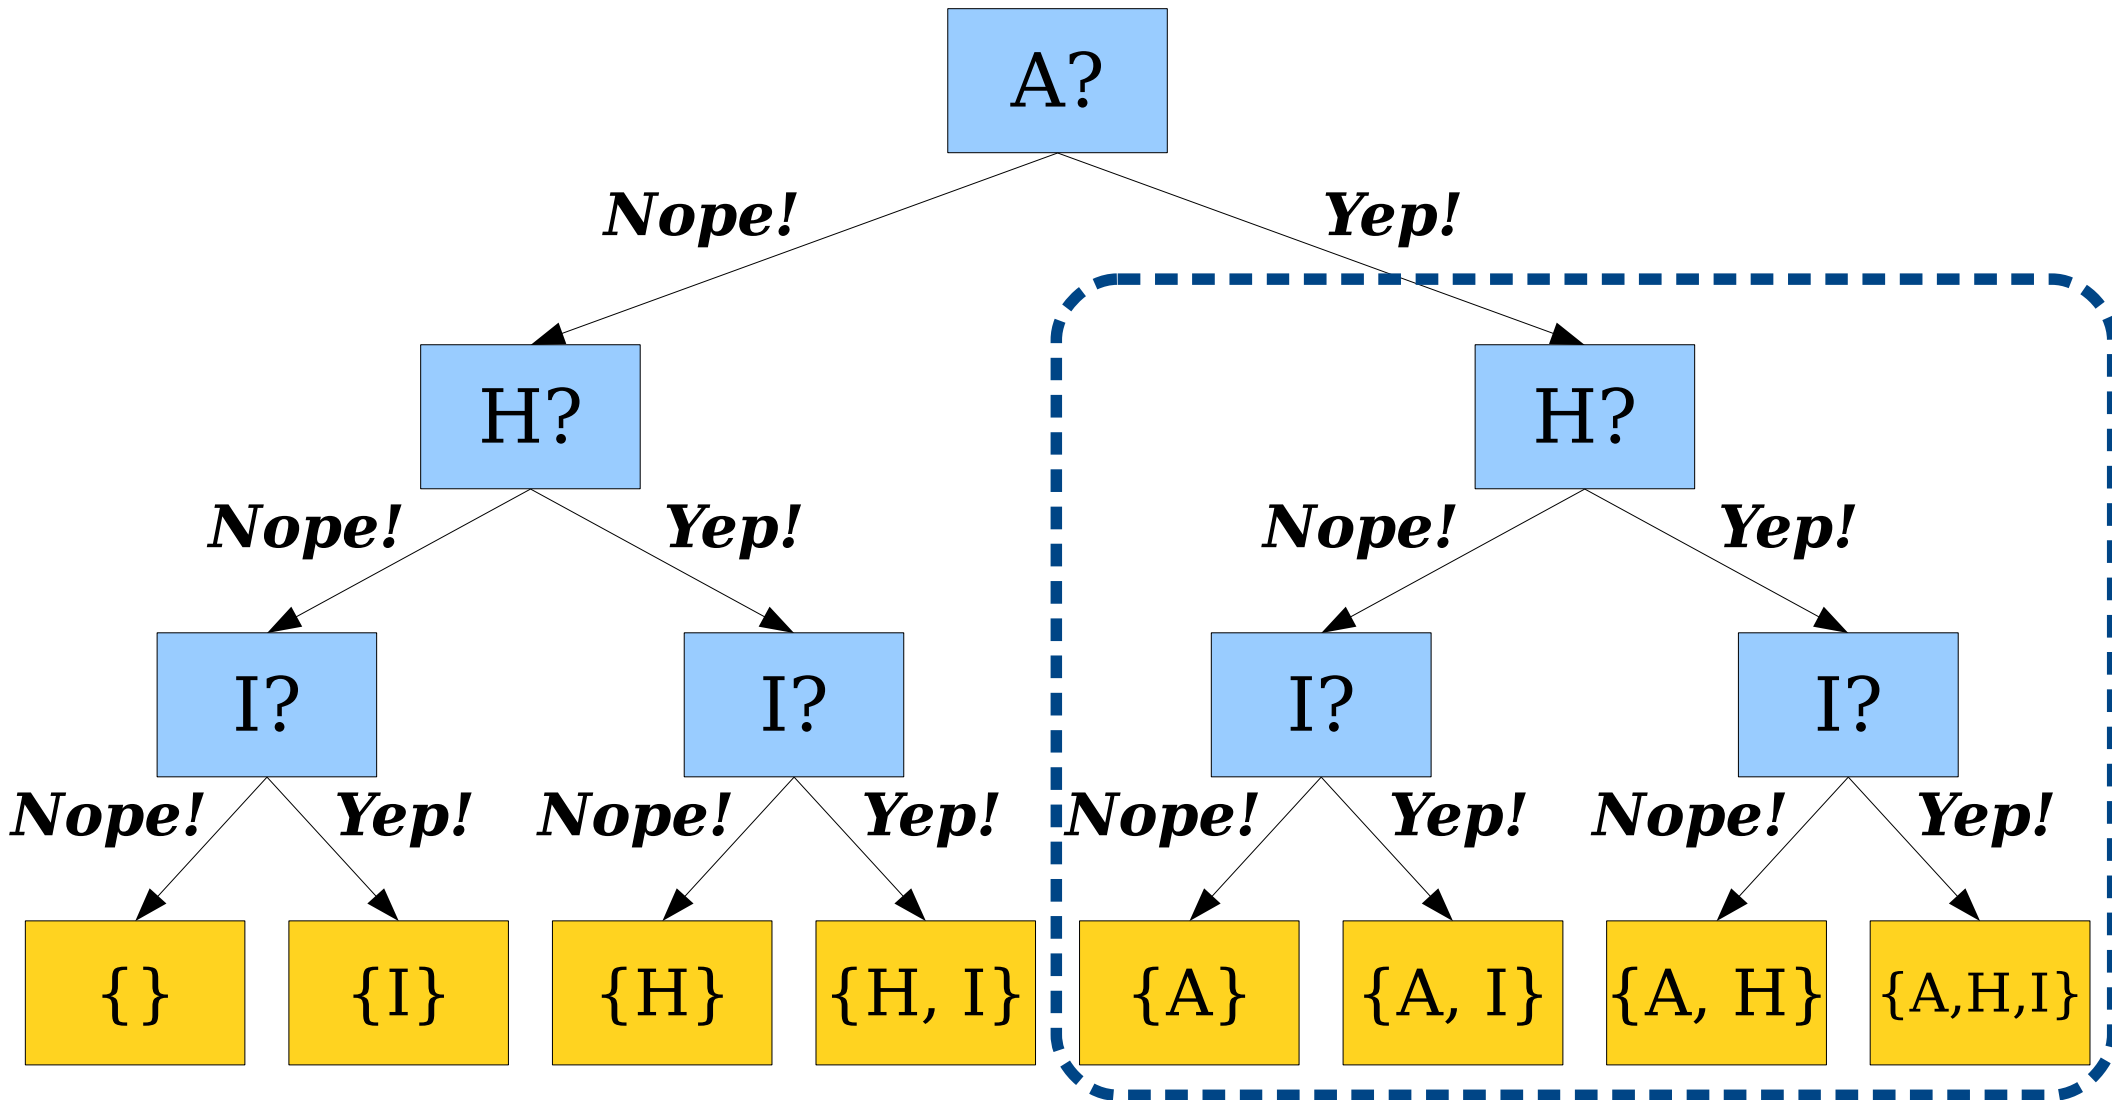 A?
Nope! Yep!
H? H?
Nope! Yep! Nope! Yep!
I? I? I? I?
Nope! Yep! Nope! Yep! Nope! Yep! Nope! Yep!
{} {I} {H} {H, I} {A} {A, I} {A, H} {A,H,I}